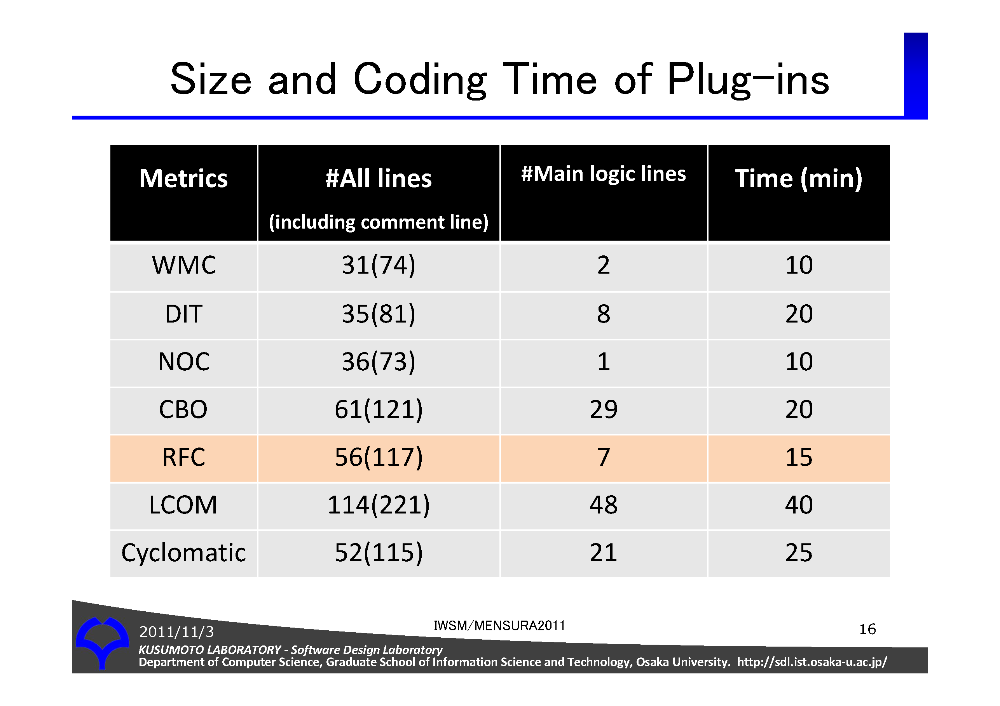 Size and Coding Time of Plug-ins
Metrics #All lines #Main logic lines Time (min)
(including comment line)
WMC 31(74) 2 10
DIT 35(81) 8 20
NOC 36(73) 1 10
CBO 61(121) 29 20
RFC 56(117) 7 15
LCOM 114(221) 48 40
Cyclomatic 52(115) 21 25
2011/11/3 IWSM/MENSURA2011 16
KUSUMOTO LABORATORY - Software Design Laboratory
Department of Computer Science, Graduate School of Information Science and Technology, Osaka University. http://sdl.ist.osaka-u.ac.jp/